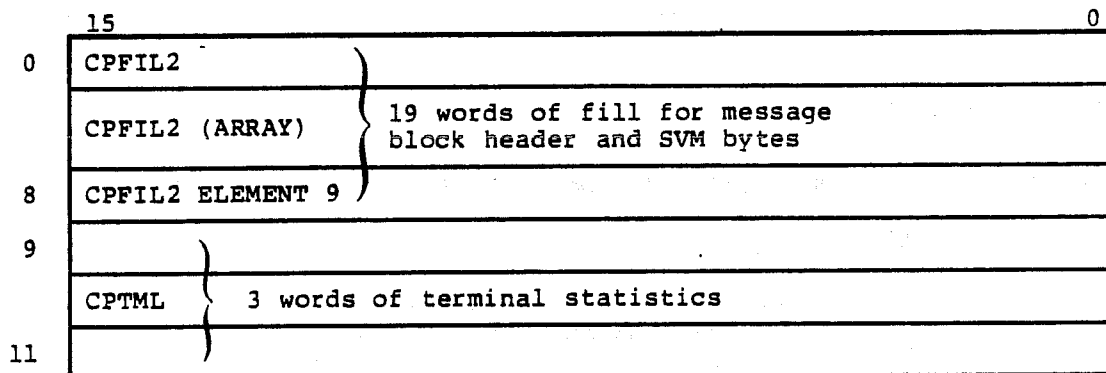 15 0
0 CPFIL2
CPFIL2 (ARRAY)
19 words of fill for message
block header and SVM bytes
8 CPFIL2 ELEMENT 9
9
CPTML 3 words of terminal statistics
11